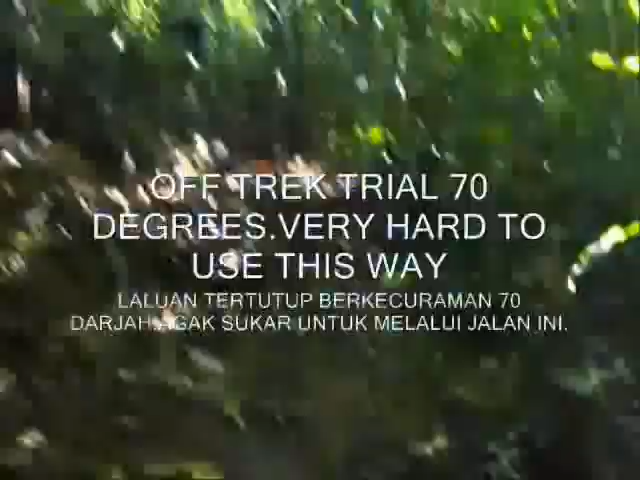 OFF TREK TRIAL 70
DEGREES.VERY HARD TO
USE THIS WAY
LALUAN TERTUTUP BERKECURAMAN 70
DARJAH.AGAK SUKAR UNTUK MELALUI JALAN INI.